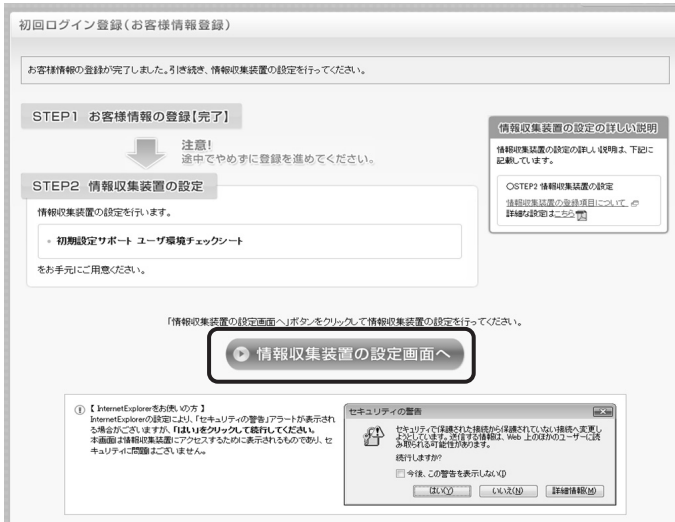 初回ログイン登録(お客様情報登録)
お客様情報の登録が完了しました。引き続き、情報収集装置の設定を行ってください。
STEP1 お客様情報の登録【完了】
注意!
途中でやめずに登録を進めてください。
STEP2 情報収集装置の設定
情報収集装置の設定を行います。
初期設定サポート ユーザ環境チェックシート
をお手元にご用意ください。
情報収集装置の設定の詳しい説明
情報収集装置の設定の詳しい説明は、下記に
記載しています。
○STEP2 情報収集装置の設定
情報収集装置の登録項目について
詳細な設定はこちら
「情報収集装置の設定画面へ」ボタンをクリックして情報収集装置の設定を行ってください。
情報収集装置の設定画面へ
【 InternetExplorerをお使いの方 】
InternetExplorerの設定により、「セキュリティの警告」アラートが表示され
る場合がございますが、「はい」をクリックして続行してください。
本画面は情報収集装置にアクセスするために表示されるものであり、セ
キュリティに問題はございません。
セキュリティの警告
セキュリティで保護された接続から保護されていない接続へ変更し
ようとしています。送信する情報は、Web 上のほかのユーザーに読
み取られる可能性があります。
続行しますか?
今後、この警告を表示しない(I)
はい(Y)
いいえ(N)
詳細情報(M)